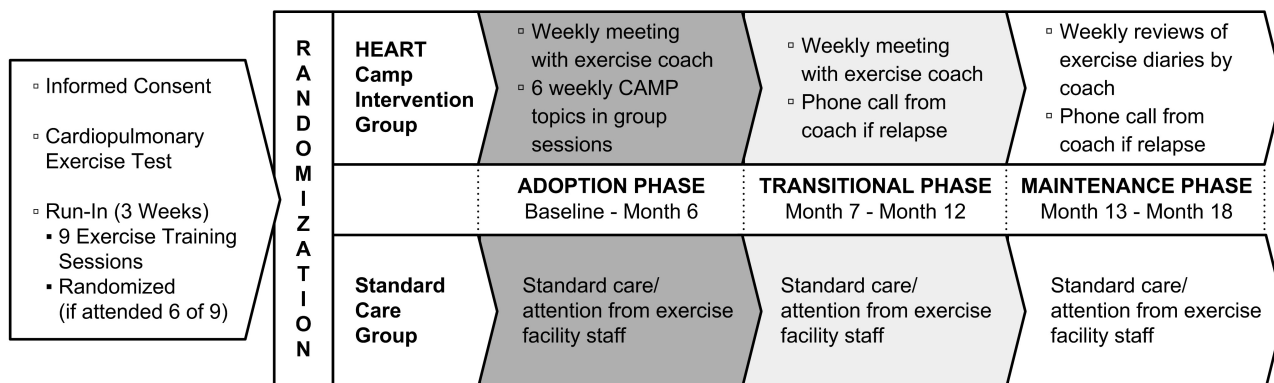 ▫ Informed Consent
▫ Cardiopulmonary
Exercise Test
▫ Run-In (3 Weeks)
▪ 9 Exercise Training
Sessions
▪ Randomized
(if attended 6 of 9)
RANDOMIZATION
HEART
Camp
Intervention
Group
▫ Weekly meeting
with exercise coach
▫ 6 weekly CAMP
topics in group
sessions
▫ Weekly meeting
with exercise coach
▫ Phone call from
coach if relapse
▫ Weekly reviews of
exercise diaries by
coach
▫ Phone call from
coach if relapse
ADOPTION PHASE
Baseline - Month 6
TRANSITIONAL PHASE
Month 7 - Month 12
MAINTENANCE PHASE
Month 13 - Month 18
Standard
Care
Group
Standard care/
attention from exercise
facility staff
Standard care/
attention from exercise
facility staff
Standard care/
attention from exercise
facility staff